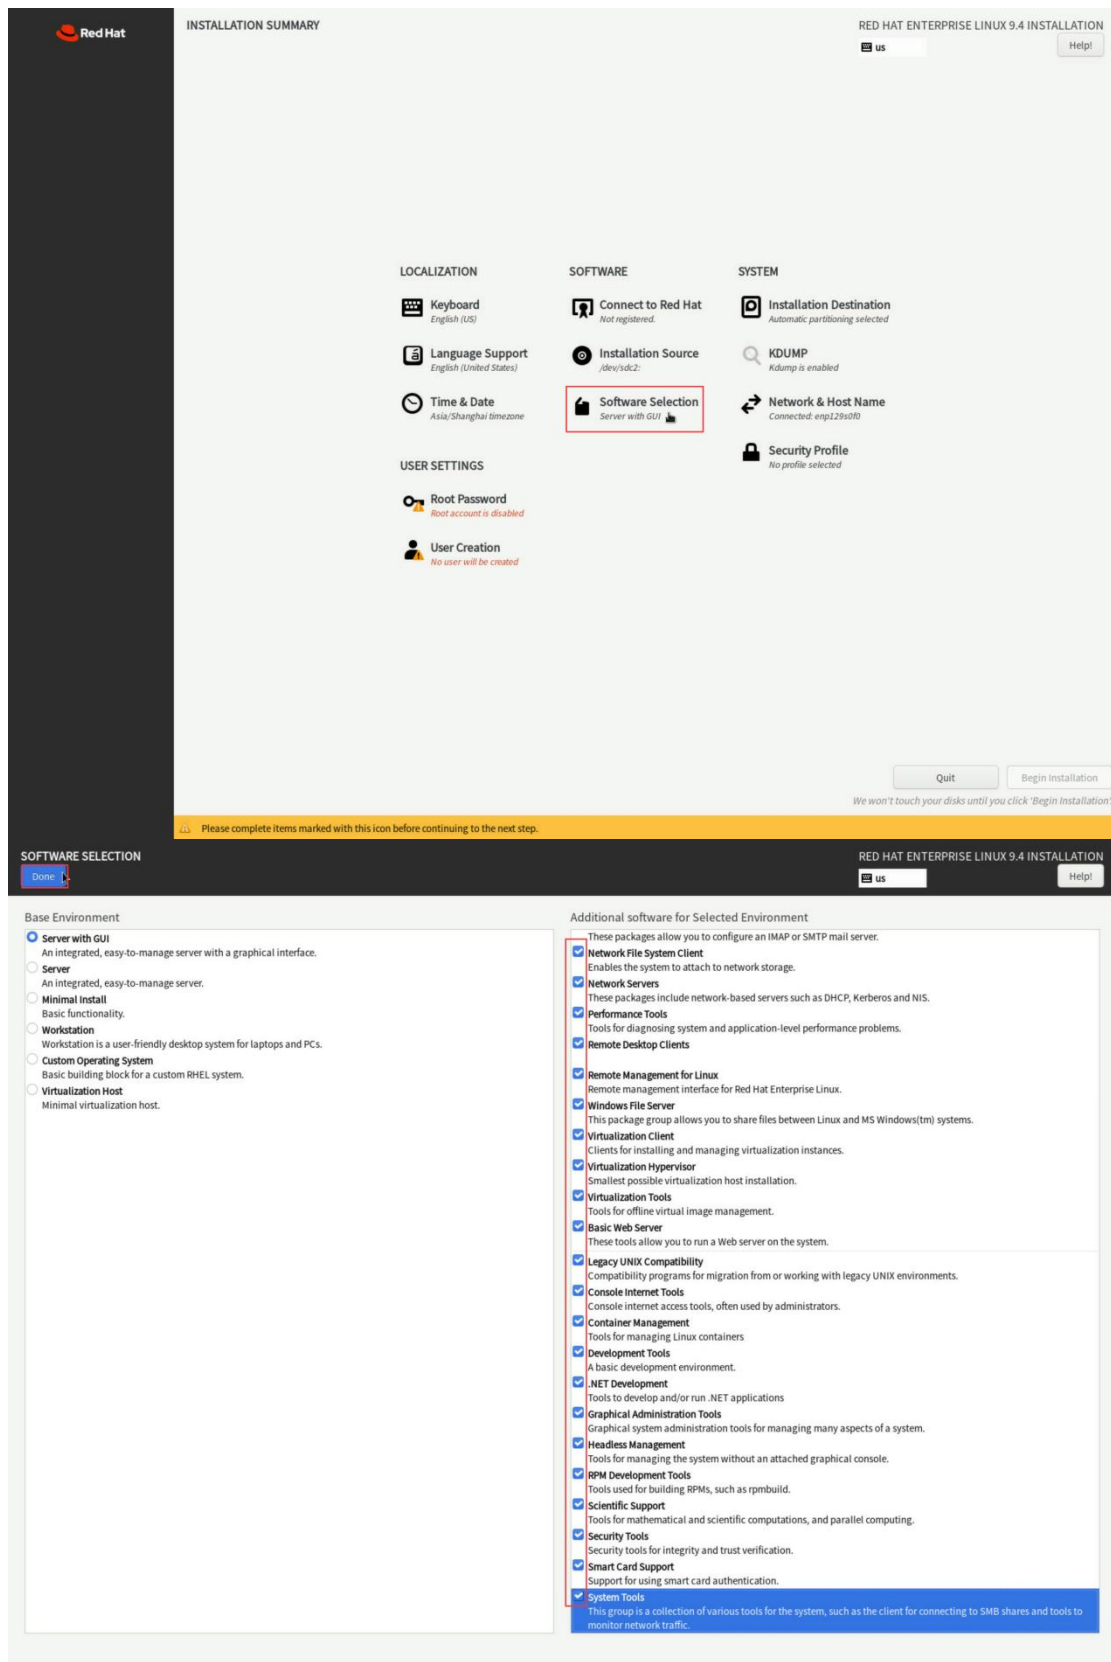 Red Hat
INSTALLATION SUMMARY
RED HAT ENTERPRISE LINUX 9.4 INSTALLATION
us
Help!
LOCALIZATION
Keyboard
English (US)
Language Support
English (United States)
Time & Date
Asia/Shanghai timezone
USER SETTINGS
Root Password
Root account is disabled
User Creation
No user will be created
SOFTWARE
Connect to Red Hat
Not registered.
Installation Source
/dev/sdc2:
Software Selection
Server with GUI
SYSTEM
Installation Destination
Automatic partitioning selected
KDUMP
Kdump is enabled
Network & Host Name
Connected: enp129s0f0
Security Profile
No profile selected
Quit
Begin Installation
We won't touch your disks until you click 'Begin Installation'
Please complete items marked with this icon before continuing to the next step.
SOFTWARE SELECTION
Done
RED HAT ENTERPRISE LINUX 9.4 INSTALLATION
us
Help!
Base Environment
Server with GUI
An integrated, easy-to-manage server with a graphical interface.
Server
An integrated, easy-to-manage server.
Minimal Install
Basic functionality.
Workstation
Workstation is a user-friendly desktop system for laptops and PCs.
Custom Operating System
Basic building block for a custom RHEL system.
Virtualization Host
Minimal virtualization host.
Additional software for Selected Environment
These packages allow you to configure an IMAP or SMTP mail server.
Network File System Client
Enables the system to attach to network storage.
Network Servers
These packages include network-based servers such as DHCP, Kerberos and NIS.
Performance Tools
Tools for diagnosing system and application-level performance problems.
Remote Desktop Clients
Remote Management for Linux
Remote management interface for Red Hat Enterprise Linux.
Windows File Server
This package group allows you to share files between Linux and MS Windows(tm) systems.
Virtualization Client
Clients for installing and managing virtualization instances.
Virtualization Hypervisor
Smallest possible virtualization host installation.
Virtualization Tools
Tools for offline virtual image management.
Basic Web Server
These tools allow you to run a Web server on the system.
Legacy UNIX Compatibility
Compatibility programs for migration from or working with legacy UNIX environments.
Console Internet Tools
Console internet access tools, often used by administrators.
Container Management
Tools for managing Linux containers
Development Tools
A basic development environment.
.NET Development
Tools to develop and/or run .NET applications
Graphical Administration Tools
Graphical system administration tools for managing many aspects of a system.
Headless Management
Tools for managing the system without an attached graphical console.
RPM Development Tools
Tools used for building RPMs, such as rpmbuild.
Scientific Support
Tools for mathematical and scientific computations, and parallel computing.
Security Tools
Security tools for integrity and trust verification.
Smart Card Support
Support for using smart card authentication.
System Tools
This group is a collection of various tools for the system, such as the client for connecting to SMB shares and tools to
monitor network traffic.